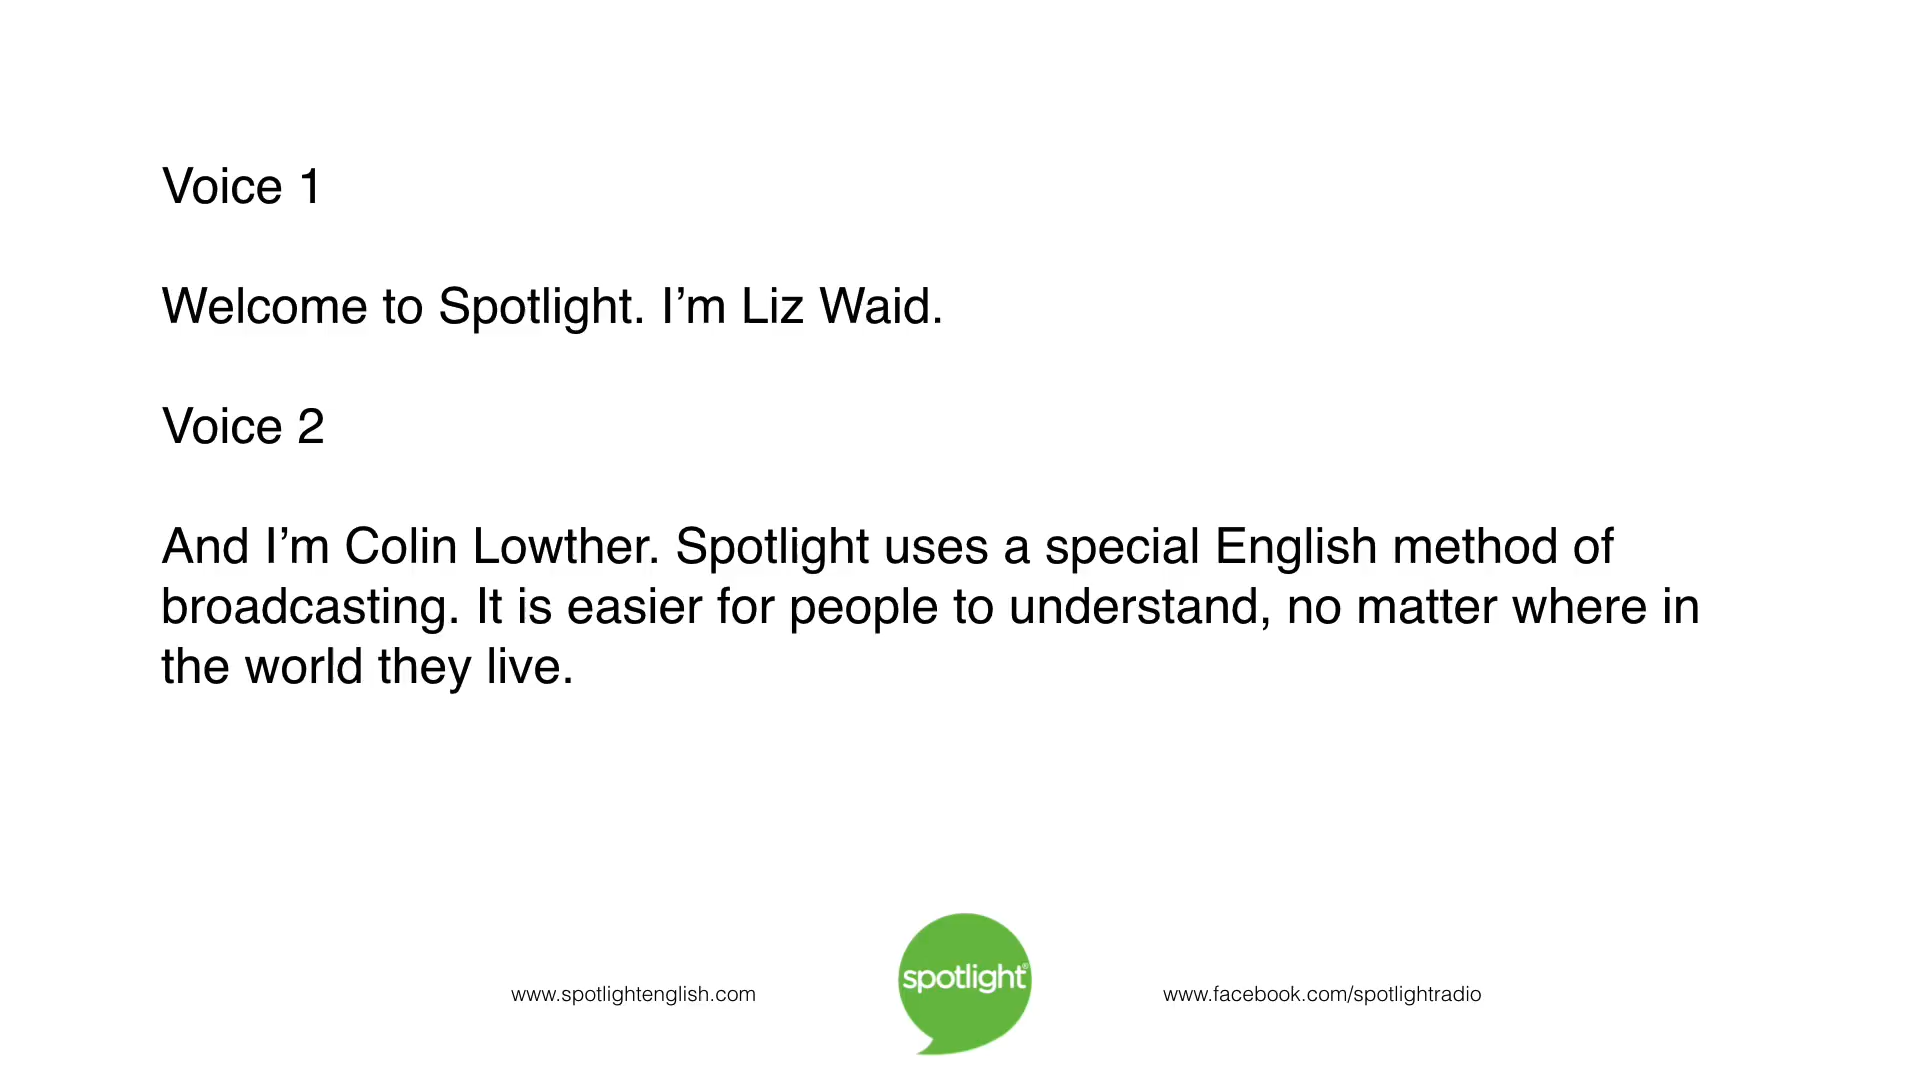 Voice 1
Welcome to Spotlight. I’m Liz Waid.
Voice 2
And I’m Colin Lowther. Spotlight uses a special English method of
broadcasting. It is easier for people to understand, no matter where in
the world they live.
www.spotlightenglish.com
spotlight®
www.facebook.com/spotlightradio